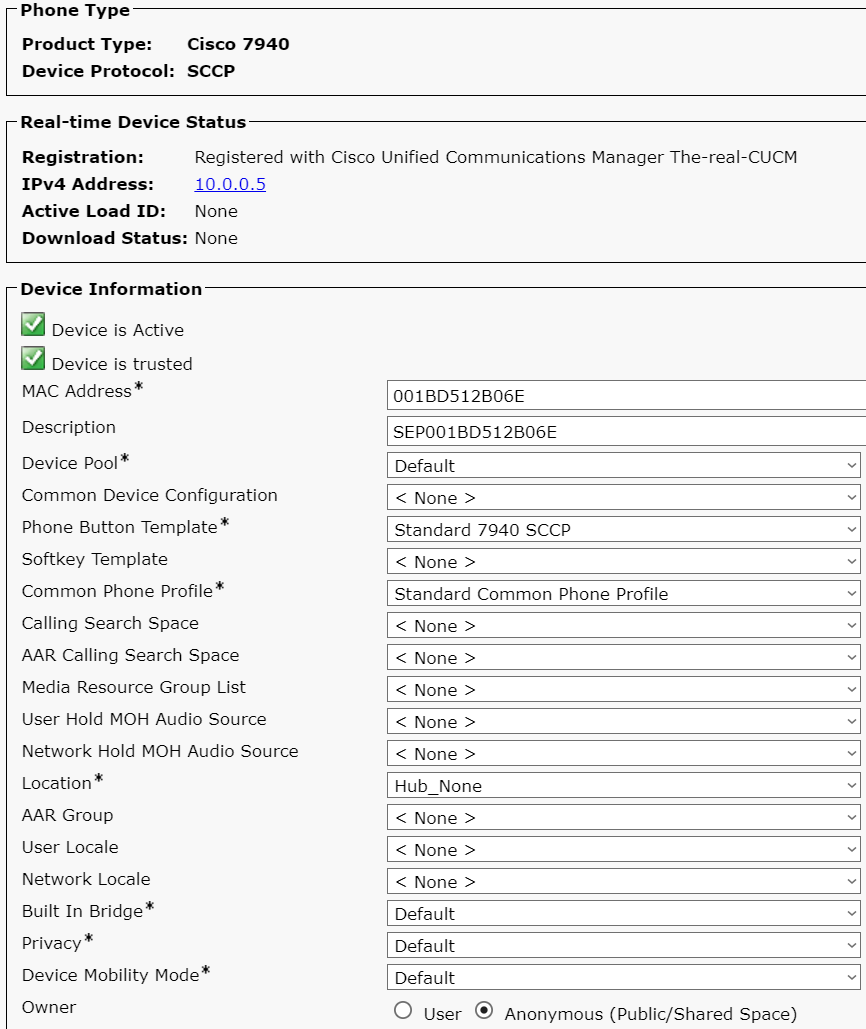 Phone Type
Product Type: Cisco 7940
Device Protocol: SCCP
Real-time Device Status
Registration: Registered with Cisco Unified Communications Manager The-real-CUCM
IPv4 Address: 10.0.0.5
Active Load ID: None
Download Status: None
Device Information
Device is Active
Device is trusted
MAC Address* 001BD512B06E
Description SEP001BD512B06E
Device Pool* Default
Common Device Configuration < None >
Phone Button Template* Standard 7940 SCCP
Softkey Template < None >
Common Phone Profile* Standard Common Phone Profile
Calling Search Space < None >
AAR Calling Search Space < None >
Media Resource Group List < None >
User Hold MOH Audio Source < None >
Network Hold MOH Audio Source < None >
Location* Hub_None
AAR Group < None >
User Locale < None >
Network Locale < None >
Built In Bridge* Default
Privacy* Default
Device Mobility Mode* Default
Owner User Anonymous (Public/Shared Space)